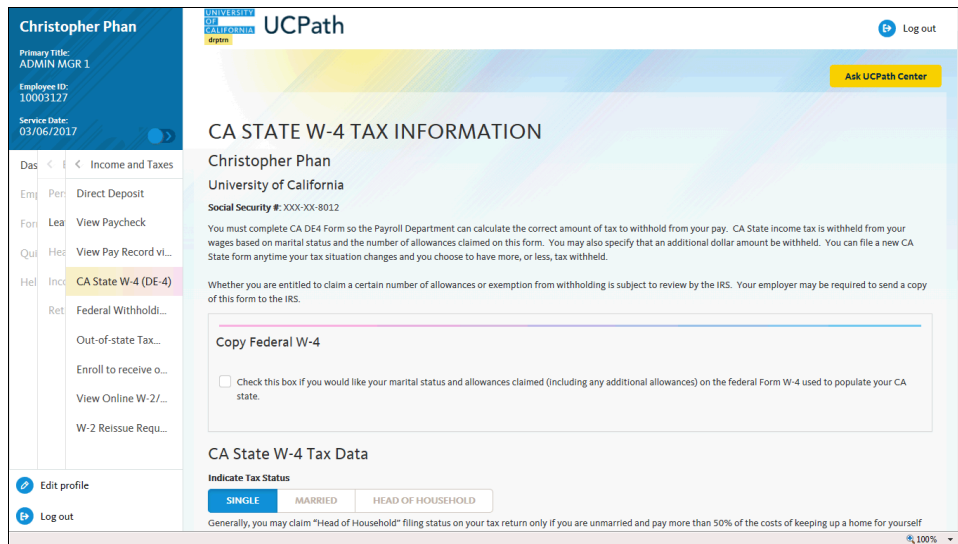 Christopher Phan
Primary Title:
ADMIN MGR 1
Employee ID:
10003127
Service Date:
03/06/2017
UNIVERSITY
OF
CALIFORNIA
drptrn
UCPath
Log out
Ask UCPath Center
Das
Emp
For
Qui
Hel
Per
Lea
Hea
Inco
Ret
Income and Taxes
Direct Deposit
View Paycheck
View Pay Record vi...
CA State W-4 (DE-4)
Federal Withholdi...
Out-of-state Tax...
Enroll to receive o...
View Online W-2/...
W-2 Reissue Requ...
Edit profile
Log out
CA STATE W-4 TAX INFORMATION
Christopher Phan
University of California
Social Security #: XXX-XX-8012
You must complete CA DE4 Form so the Payroll Department can calculate the correct amount of tax to withhold from your pay. CA State income tax is withheld from your
wages based on marital status and the number of allowances claimed on this form. You may also specify that an additional dollar amount be withheld. You can file a new CA
State form anytime your tax situation changes and you choose to have more, or less, tax withheld.
Whether you are entitled to claim a certain number of allowances or exemption from withholding is subject to review by the IRS. Your employer may be required to send a copy
of this form to the IRS.
Copy Federal W-4
Check this box if you would like your marital status and allowances claimed (including any additional allowances) on the federal Form W-4 used to populate your CA
state.
CA State W-4 Tax Data
Indicate Tax Status
SINGLE MARRIED HEAD OF HOUSEHOLD
Generally, you may claim “Head of Household” filing status on your tax return only if you are unmarried and pay more than 50% of the costs of keeping up a home for yourself
100%